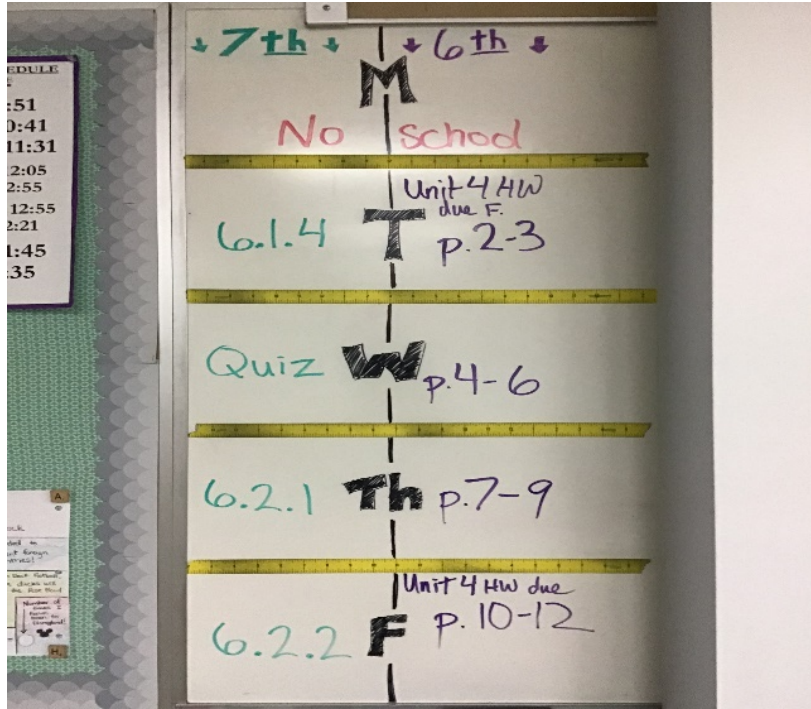 EDULE
:51
0:41
11:31
2:05
2:55
12:55
2:21
1:45
:35
7th 6th
M
No school
Unit 4 HW
due F.
6.1.4 T p.2-3
Quiz W p.4-6
6.2.1 Th p.7-9
Unit 4 HW due
6.2.2 F p.10-12
A.
H.